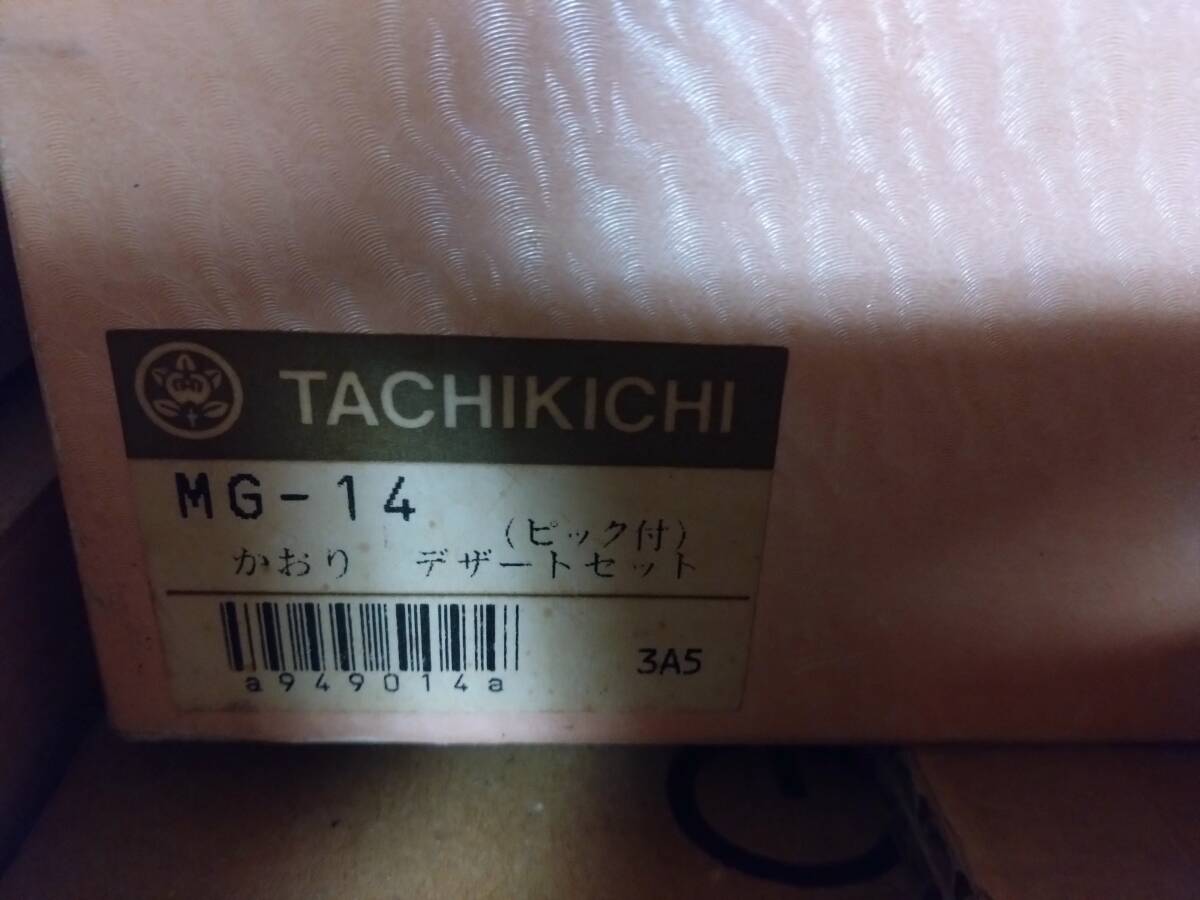 TACHIKICHI
MG-14
(ピック付)
かおり デザートセット
a949014a
3A5